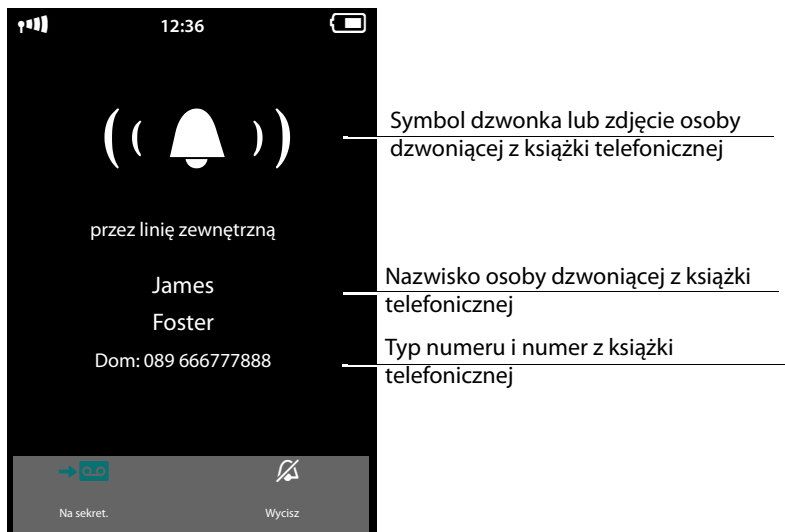 12:36
Symbol dzwonka lub zdjęcie osoby
dzwoniącej z książki telefonicznej
przez linię zewnętrzną
James
Foster
Dom: 089 666777888
Nazwisko osoby dzwoniącej z książki
telefonicznej
Typ numeru i numer z książki
telefonicznej
Na sekret.
Wycisz